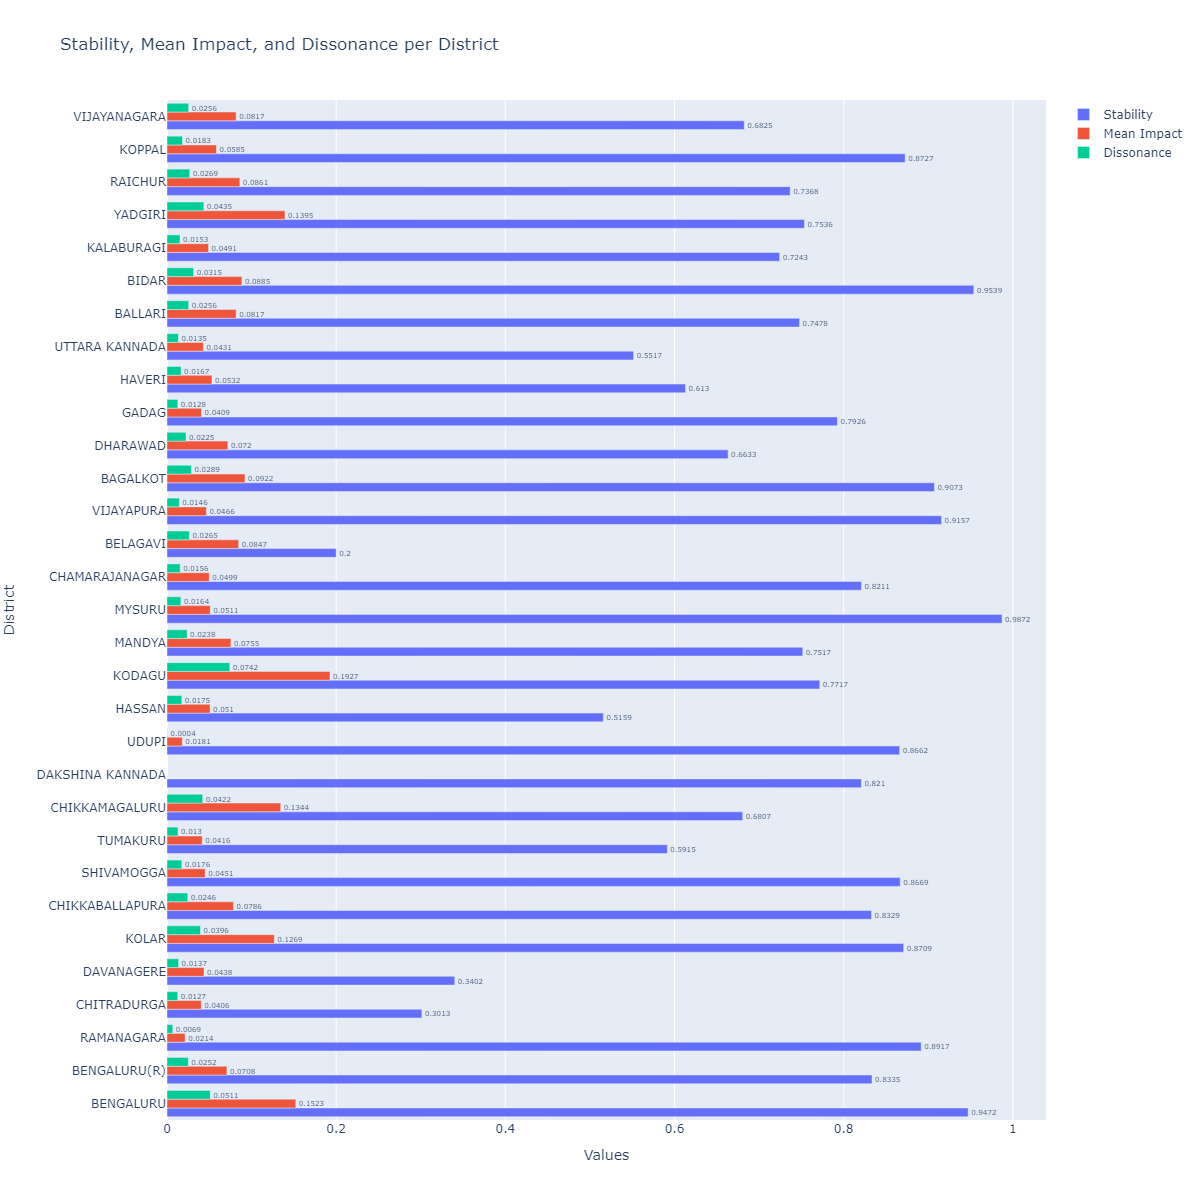 Stability, Mean Impact, and Dissonance per District
Stability
Mean Impact
Dissonance
VIJAYANAGARA 0.0256 0.0817 0.6825
KOPPAL 0.0183 0.0585 0.8727
RAICHUR 0.0269 0.0861 0.7368
YADGIRI 0.0435 0.1395 0.7536
KALABURAGI 0.0153 0.0491 0.7243
BIDAR 0.0315 0.0885 0.9539
BALLARI 0.0256 0.0817 0.7478
UTTARA KANNADA 0.0135 0.0431 0.5517
HAVERI 0.0167 0.0532 0.613
GADAG 0.0128 0.0409 0.7926
DHARAWAD 0.0225 0.072 0.6633
BAGALKOT 0.0289 0.0922 0.9073
VIJAYAPURA 0.0146 0.0466 0.9157
BELAGAVI 0.0265 0.0847 0.2
CHAMARAJANAGAR 0.0156 0.0499 0.8211
MYSURU 0.0164 0.0511 0.9872
MANDYA 0.0238 0.0755 0.7517
KODAGU 0.0742 0.1927 0.7717
HASSAN 0.0175 0.051 0.5159
UDUPI 0.0004 0.0181 0.8662
DAKSHINA KANNADA 0.821
CHIKKAMAGALURU 0.0422 0.1344 0.6807
TUMAKURU 0.013 0.0416 0.5915
SHIVAMOGGA 0.0176 0.0451 0.8669
CHIKKABALLAPURA 0.0246 0.0786 0.8329
KOLAR 0.0396 0.1269 0.8709
DAVANAGERE 0.0137 0.0438 0.3402
CHITRADURGA 0.0127 0.0406 0.3013
RAMANAGARA 0.0069 0.0214 0.8917
BENGALURU(R) 0.0252 0.0708 0.8335
BENGALURU 0.0511 0.1523 0.9472
District
0 0.2 0.4 0.6 0.8 1
Values